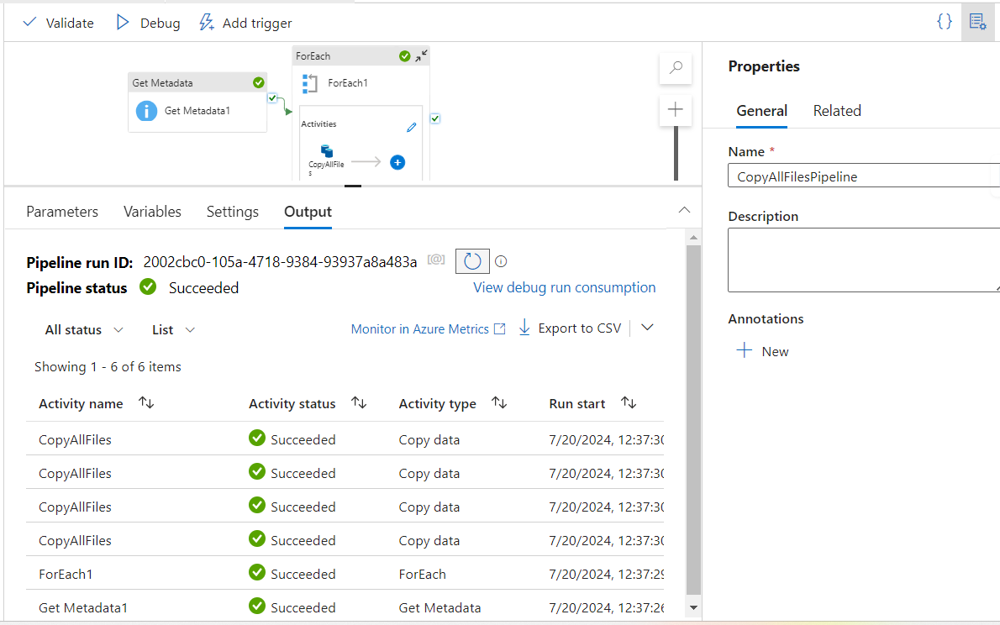 Validate Debug Add trigger {}
ForEach
Get Metadata
ForEach1
Get Metadata1
Activities
CopyAllFile
s
Properties
General Related
Name *
CopyAllFilesPipeline
Description
Annotations
New
Parameters Variables Settings Output
Pipeline run ID: 2002cbc0-105a-4718-9384-93937a8a483a [@]
Pipeline status Succeeded View debug run consumption
All status List Monitor in Azure Metrics Export to CSV
Showing 1 - 6 of 6 items
Activity name Activity status Activity type Run start
CopyAllFiles Succeeded Copy data 7/20/2024, 12:37:30
CopyAllFiles Succeeded Copy data 7/20/2024, 12:37:30
CopyAllFiles Succeeded Copy data 7/20/2024, 12:37:30
CopyAllFiles Succeeded Copy data 7/20/2024, 12:37:30
ForEach1 Succeeded ForEach 7/20/2024, 12:37:29
Get Metadata1 Succeeded Get Metadata 7/20/2024, 12:37:26